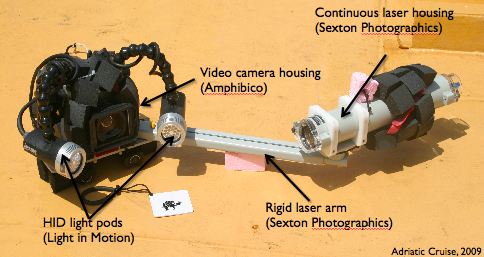 Continuous laser housing
(Sexton Photographics)
Video camera housing
(Amphibico)
HID light pods
(Light in Motion)
Rigid laser arm
(Sexton Photographics)
Adriatic Cruise, 2009